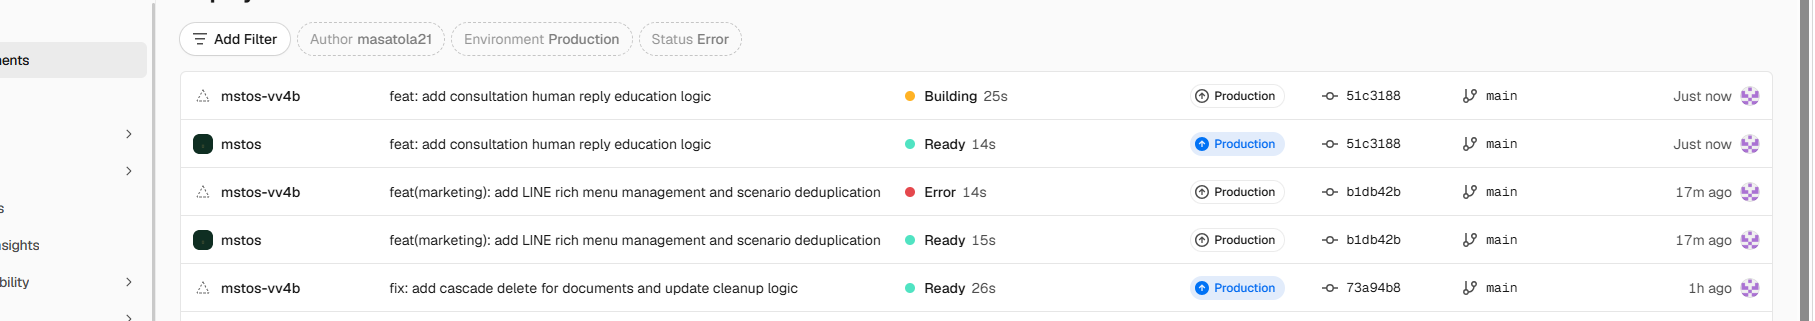 Add Filter Author masatola21 Environment Production Status Error
ents
mstos-vv4b feat: add consultation human reply education logic Building 25s Production 51c3188 main Just now
mstos feat: add consultation human reply education logic Ready 14s Production 51c3188 main Just now
mstos-vv4b feat(marketing): add LINE rich menu management and scenario deduplication Error 14s Production b1db42b main 17m ago
s
mstos feat(marketing): add LINE rich menu management and scenario deduplication Ready 15s Production b1db42b main 17m ago
sights
bility
mstos-vv4b fix: add cascade delete for documents and update cleanup logic Ready 26s Production 73a94b8 main 1h ago